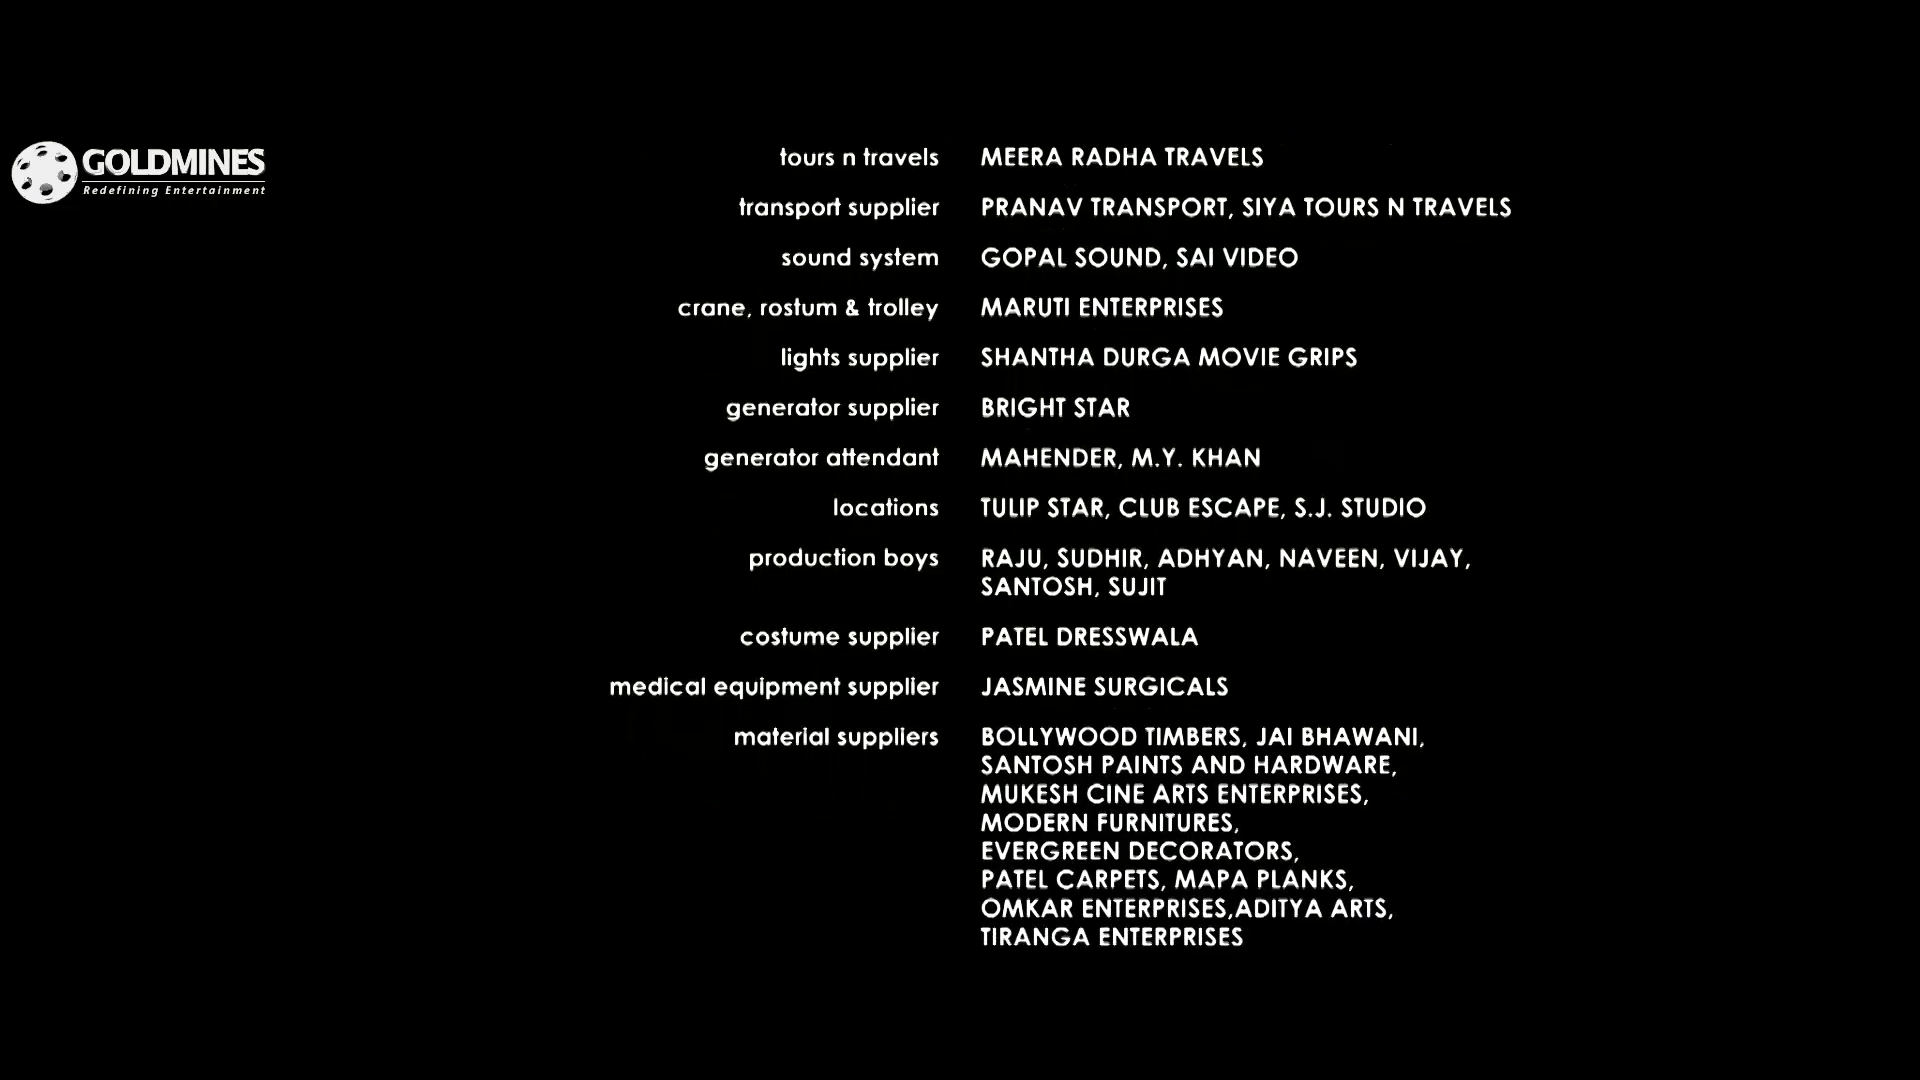 GOLDMINES
Redefining Entertainment
tours n travels MEERA RADHA TRAVELS
transport supplier PRANAV TRANSPORT, SIYA TOURS N TRAVELS
sound system GOPAL SOUND, SAI VIDEO
crane, rostum & trolley MARUTI ENTERPRISES
lights supplier SHANTHA DURGA MOVIE GRIPS
generator supplier BRIGHT STAR
generator attendant MAHENDER, M.Y. KHAN
locations TULIP STAR, CLUB ESCAPE, S.J. STUDIO
production boys RAJU, SUDHIR, ADHYAN, NAVEEN, VIJAY,
SANTOSH, SUJIT
costume supplier PATEL DRESSWALA
medical equipment supplier JASMINE SURGICALS
material suppliers BOLLYWOOD TIMBERS, JAI BHAWANI,
SANTOSH PAINTS AND HARDWARE,
MUKESH CINE ARTS ENTERPRISES,
MODERN FURNITURES,
EVERGREEN DECORATORS,
PATEL CARPETS, MAPA PLANKS,
OMKAR ENTERPRISES,ADITYA ARTS,
TIRANGA ENTERPRISES